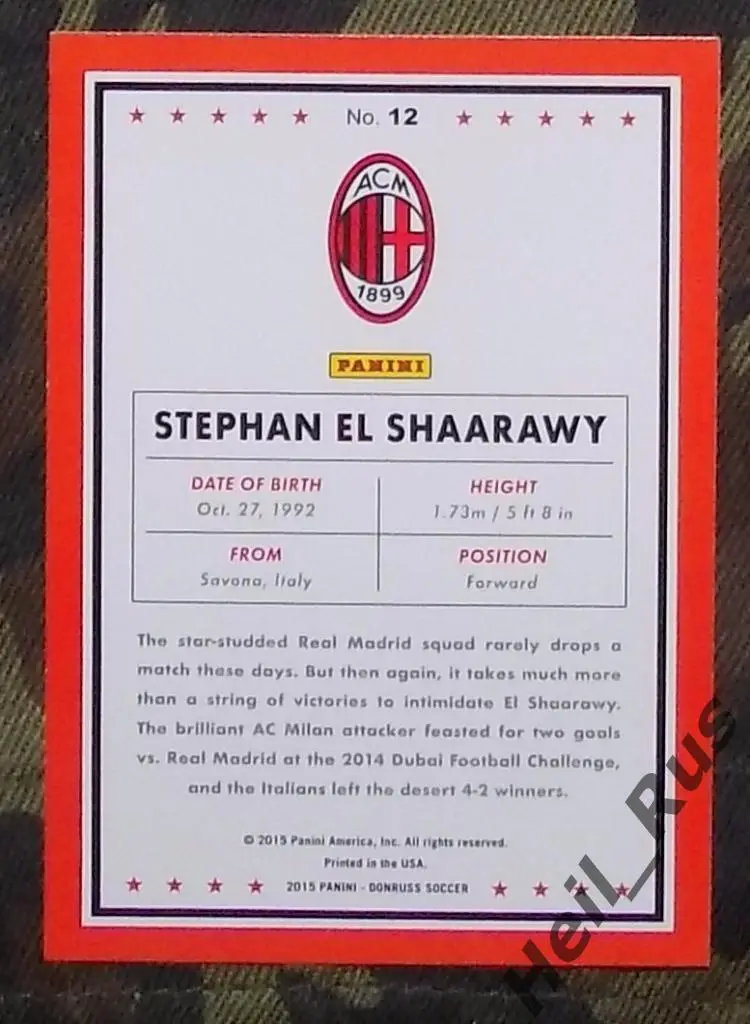 No. 12
ACM
1899
PANINI
STEPHAN EL SHAARAWY
DATE OF BIRTH
Oct. 27, 1992
HEIGHT
1.73m / 5 ft 8 in
FROM
Savona, Italy
POSITION
Forward
The star-studded Real Madrid squad rarely drops a
match these days. But then again, it takes much more
than a string of victories to intimidate El Shaarawy.
The brilliant AC Milan attacker feasted for two goals
vs. Real Madrid at the 2014 Dubai Football Challenge,
and the Italians left the desert 4-2 winners.
© 2015 Panini America, Inc. All rights reserved.
Printed in the USA.
2015 PANINI - DONRUSS SOCCER
Heil_Rus